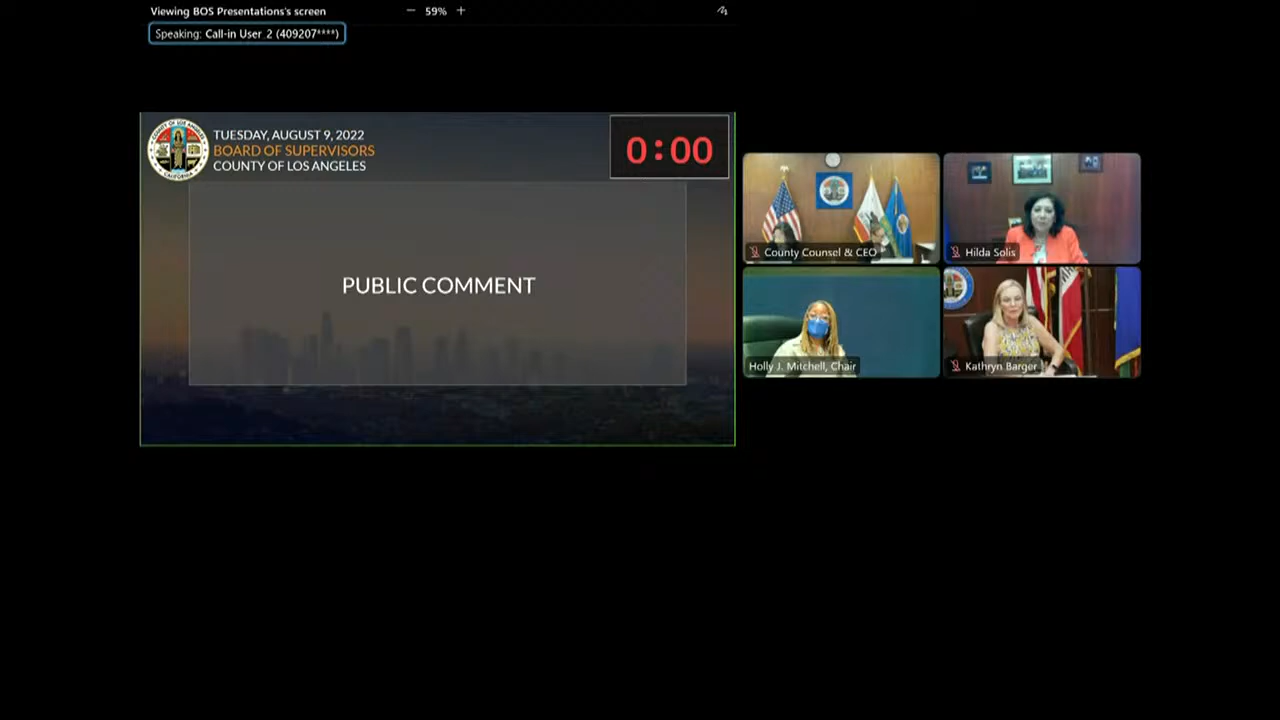 Viewing BOS Presentations's screen
59%
Speaking: Call-in User 2 (409207****)
TUESDAY, AUGUST 9, 2022
BOARD OF SUPERVISORS
COUNTY OF LOS ANGELES
0:00
PUBLIC COMMENT
County Counsel & CEO
Hilda Solis
Holly J. Mitchell, Chair
Kathryn Barger